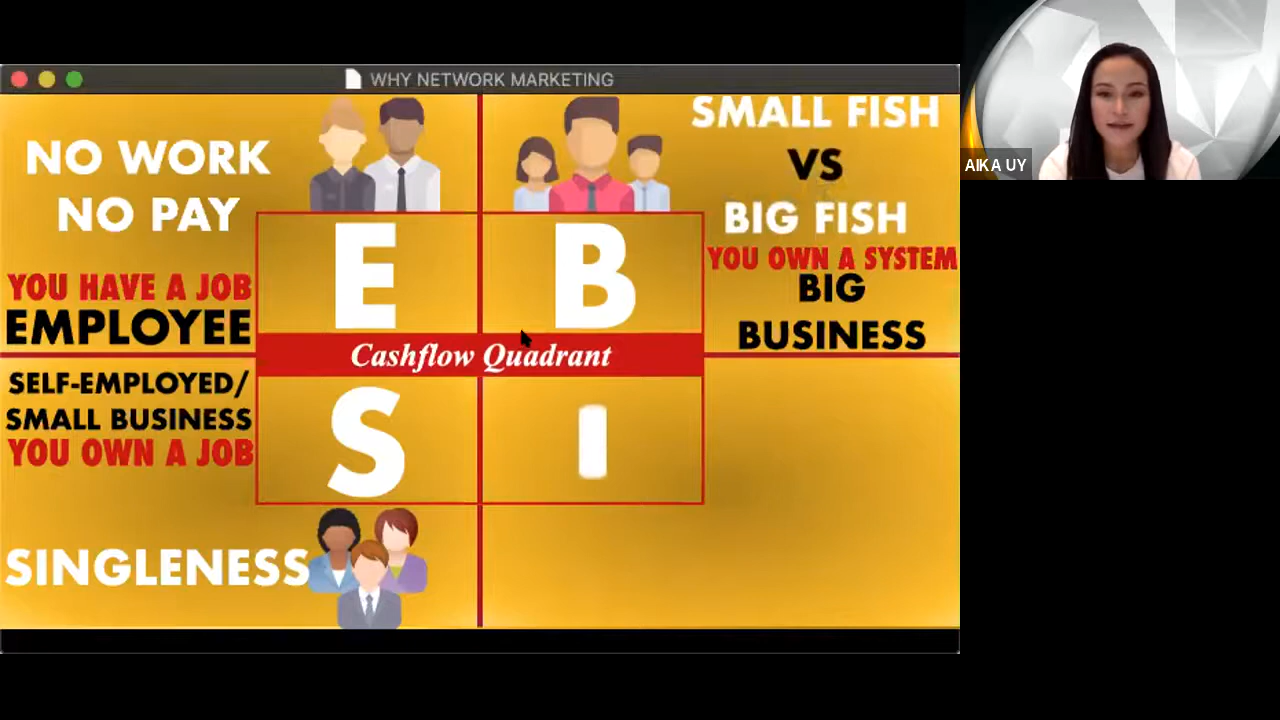 WHY NETWORK MARKETING
AIKA UY
NO WORK
NO PAY
YOU HAVE A JOB
EMPLOYEE
E
B
SMALL FISH
VS
BIG FISH
YOU OWN A SYSTEM
BIG
BUSINESS
Cashflow Quadrant
SELF-EMPLOYED/
SMALL BUSINESS
YOU OWN A JOB
S
I
SINGLENESS